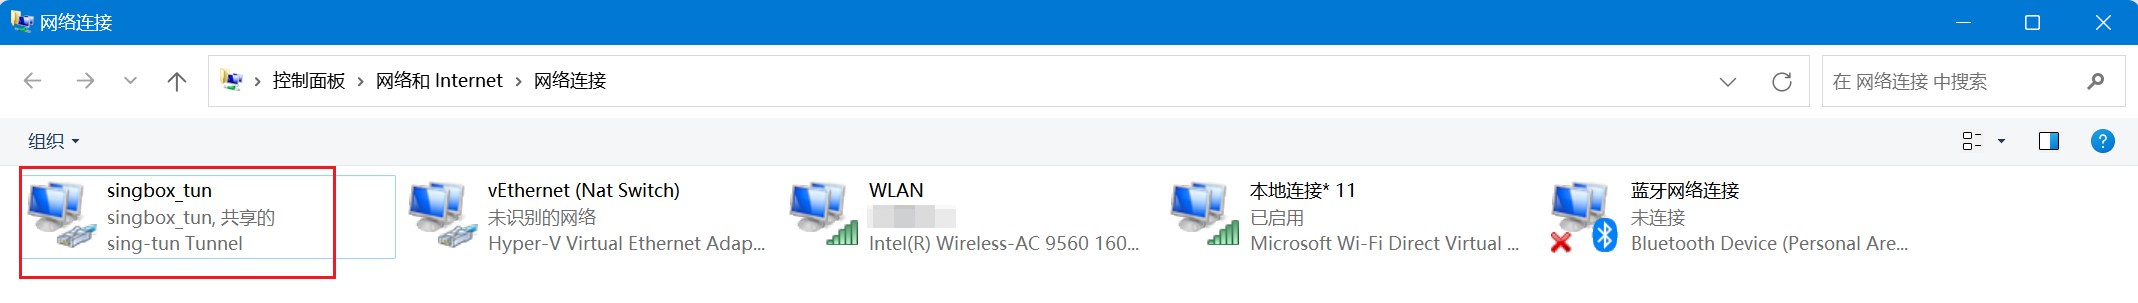 网络连接
控制面板 > 网络和 Internet > 网络连接
在 网络连接 中搜索
组织
singbox_tun
singbox_tun, 共享的
sing-tun Tunnel
vEthernet (Nat Switch)
未识别的网络
Hyper-V Virtual Ethernet Adap...
WLAN
Intel(R) Wireless-AC 9560 160...
本地连接* 11
已启用
Microsoft Wi-Fi Direct Virtual ...
蓝牙网络连接
未连接
Bluetooth Device (Personal Are...